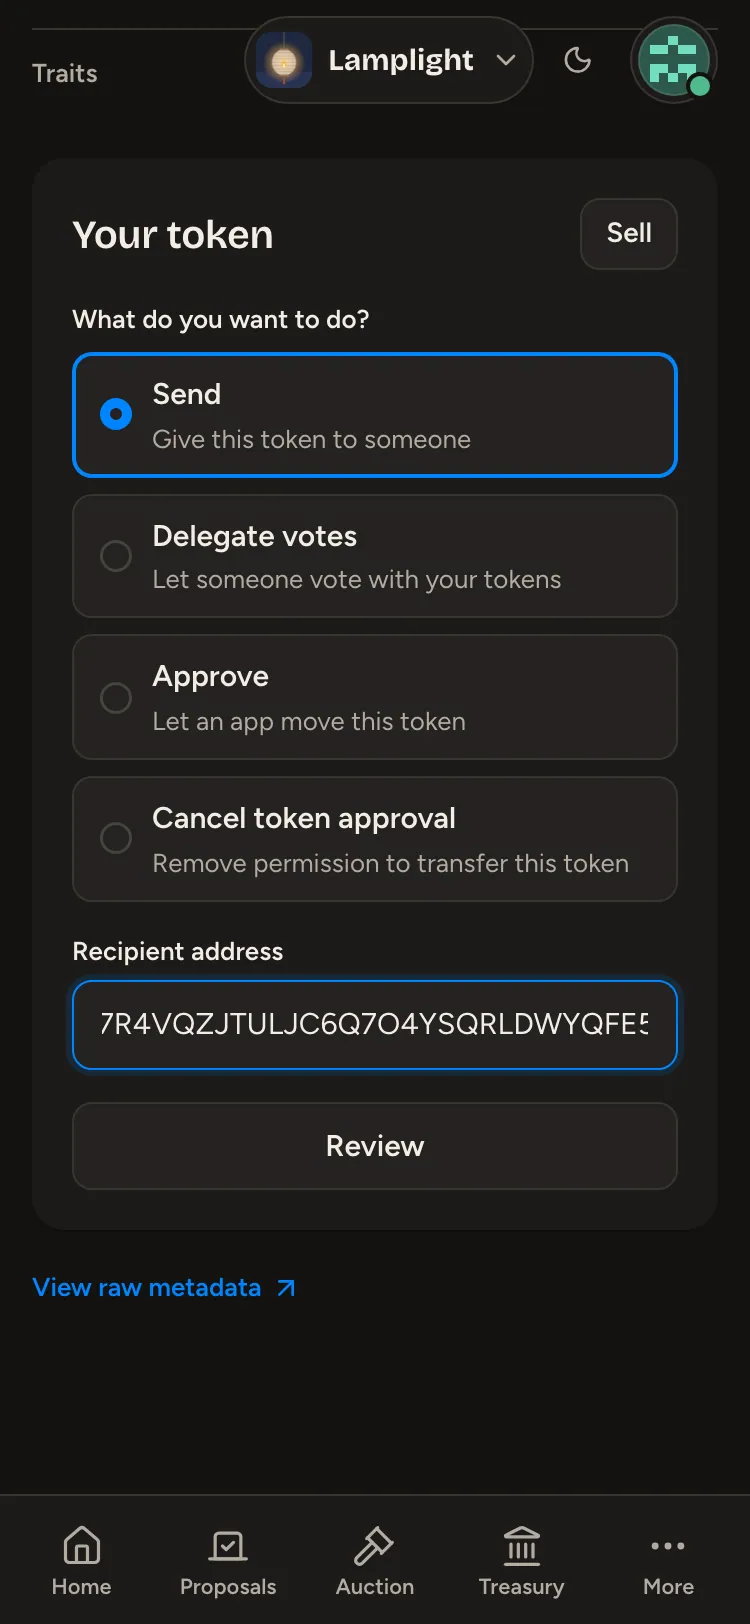 Traits
Lamplight
Your token
Sell
What do you want to do?
Send
Give this token to someone
Delegate votes
Let someone vote with your tokens
Approve
Let an app move this token
Cancel token approval
Remove permission to transfer this token
Recipient address
7R4VQZJTULJC6Q7O4YSQRLDWYQFE5
Review
View raw metadata
Home
Proposals
Auction
Treasury
More